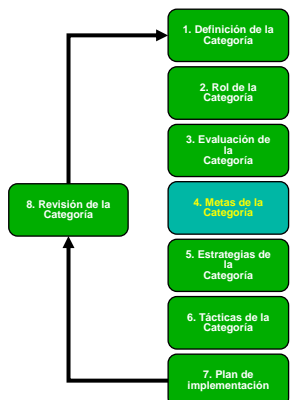 1. Definición de la
Categoría
2. Rol de la
Categoría
3. Evaluación de
la
Categoría
8. Revisión de la
Categoría
4. Metas de la
Categoría
5. Estrategias de
la
Categoría
6. Tácticas de la
Categoría
7. Plan de
implementación